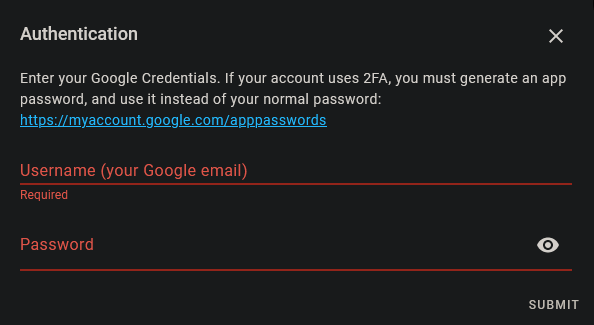 Authentication
Enter your Google Credentials. If your account uses 2FA, you must generate an app
password, and use it instead of your normal password:
https://myaccount.google.com/apppasswords
Username (your Google email)
Required
Password
SUBMIT